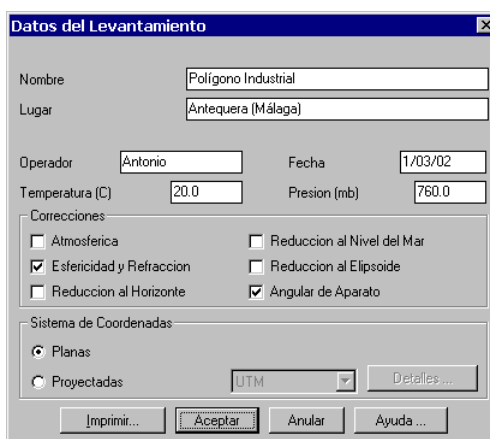 Datos del Levantamiento
Nombre Polígono Industrial
Lugar Antequera (Málaga)
Operador Antonio Fecha 1/03/02
Temperatura (C) 20.0 Presion (mb) 760.0
Correcciones
Atmosferica Reduccion al Nivel del Mar
Esfericidad y Refraccion Reduccion al Elipsoide
Reduccion al Horizonte Angular de Aparato
Sistema de Coordenadas
Planas
Proyectadas UTM Detalles ...
Imprimir... Aceptar Anular Ayuda ...